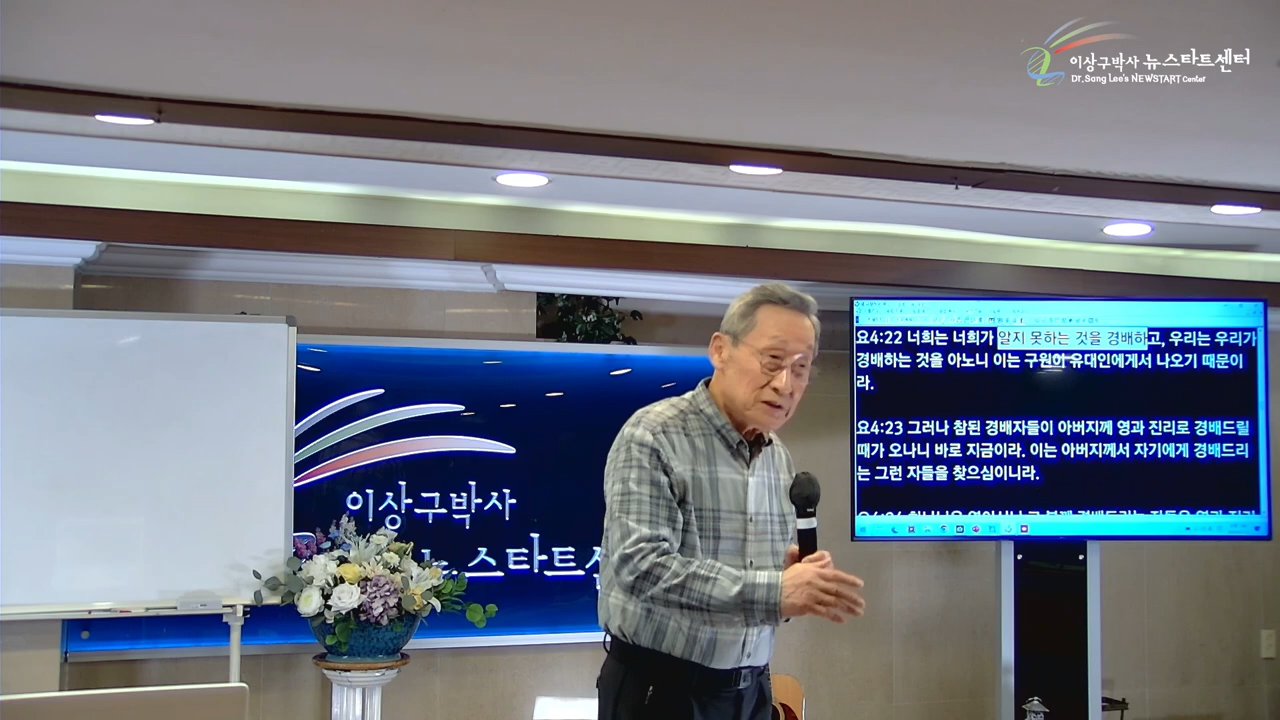 이상구박사 뉴스타트센터
Dr. Sang Lee's NEWSTART Center
요4:22 너희는 너희가 알지 못하는 것을 경배하고, 우리는 우리가
경배하는 것을 아노니 이는 구원이 유대인에게서 나오기 때문이
라.
요4:23 그러나 참된 경배자들이 아버지께 영과 진리로 경배드릴
때가 오나니 바로 지금이라. 이는 아버지께서 자기에게 경배드리
는 그런 자들을 찾으심이니라.
이상구박사
스타트